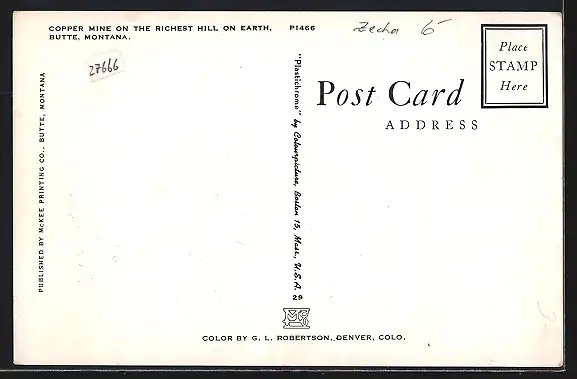 COPPER MINE ON THE RICHEST HILL ON EARTH, P1466
BUTTE, MONTANA.
Zecha 6
27666
Place
STAMP
Here
Post Card
ADDRESS
PUBLISHED BY McKEE PRINTING CO., BUTTE, MONTANA
"Plastichrome" by Colourpicture, Boston 15, Mass., U.S.A.
29
COLOR BY G. L. ROBERTSON, DENVER, COLO.